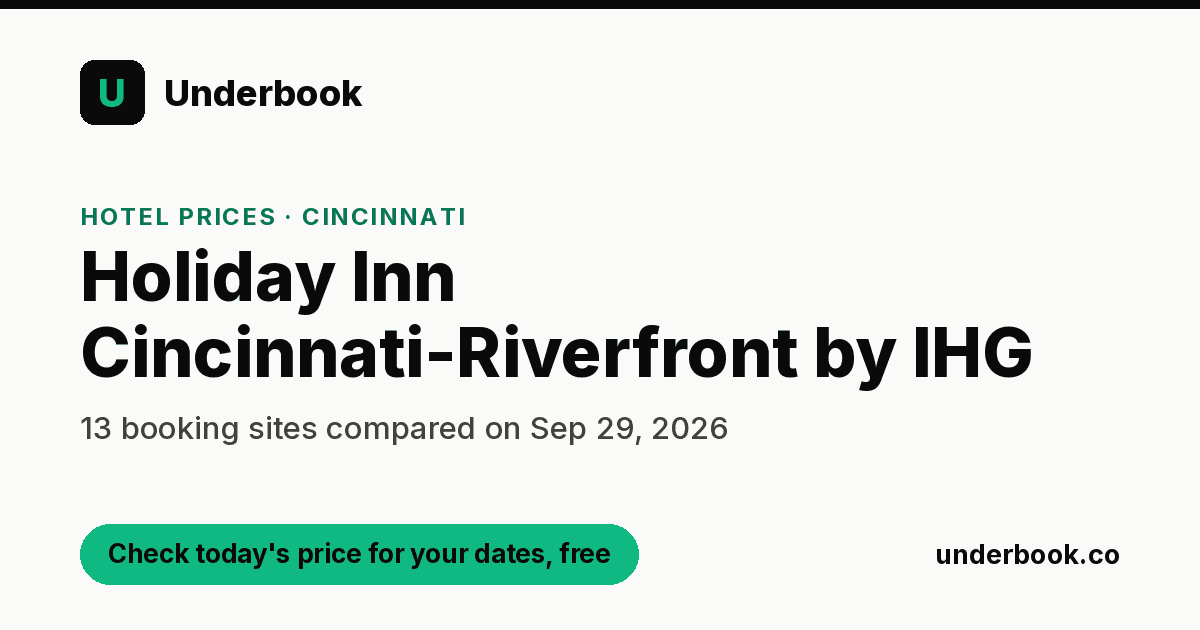 U Underbook
HOTEL PRICES · CINCINNATI
Holiday Inn
Cincinnati-Riverfront by IHG
13 booking sites compared on Sep 29, 2026
Check today's price for your dates, free
underbook.co